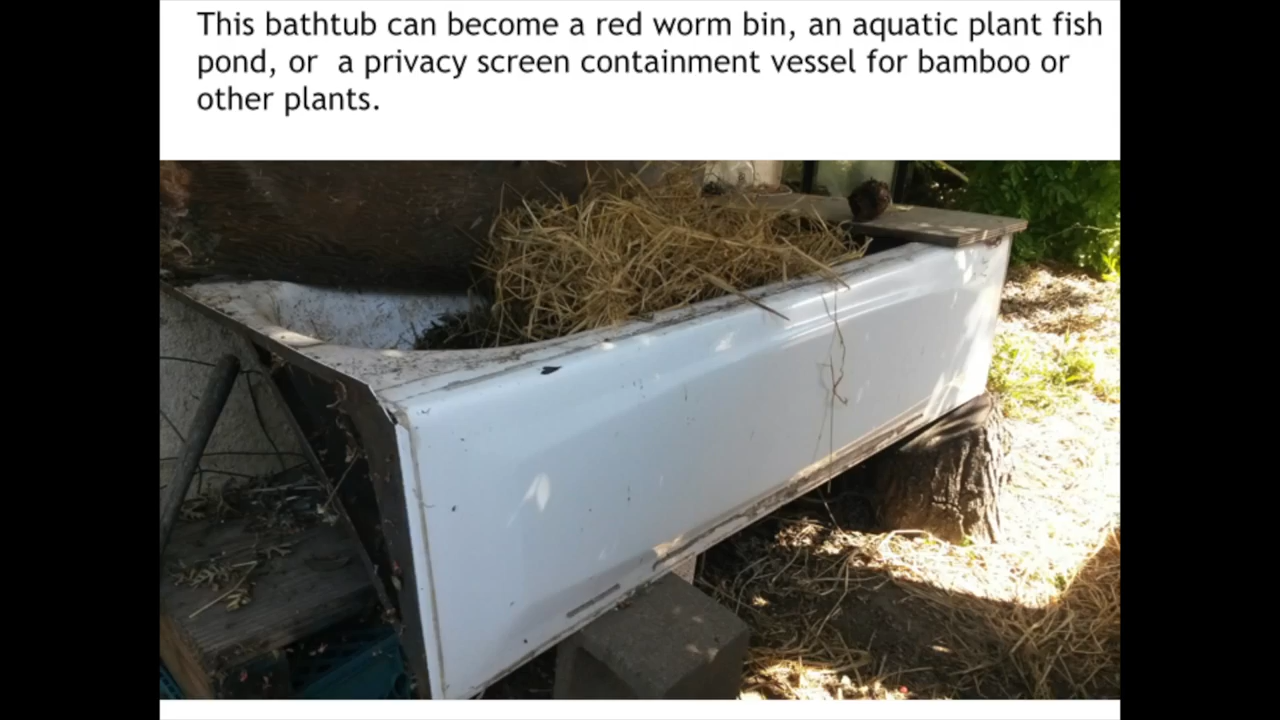 This bathtub can become a red worm bin, an aquatic plant fish
pond, or  a privacy screen containment vessel for bamboo or
other plants.